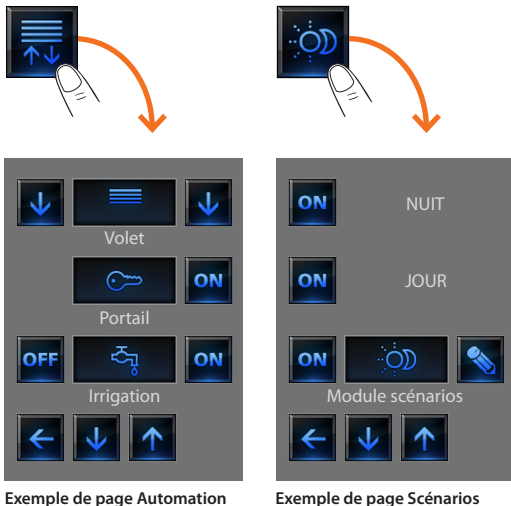 Volet
Portail
ON
OFF
ON
Irrigation
Exemple de page Automation
ON
NUIT
ON
JOUR
ON
Module scénarios
Exemple de page Scénarios